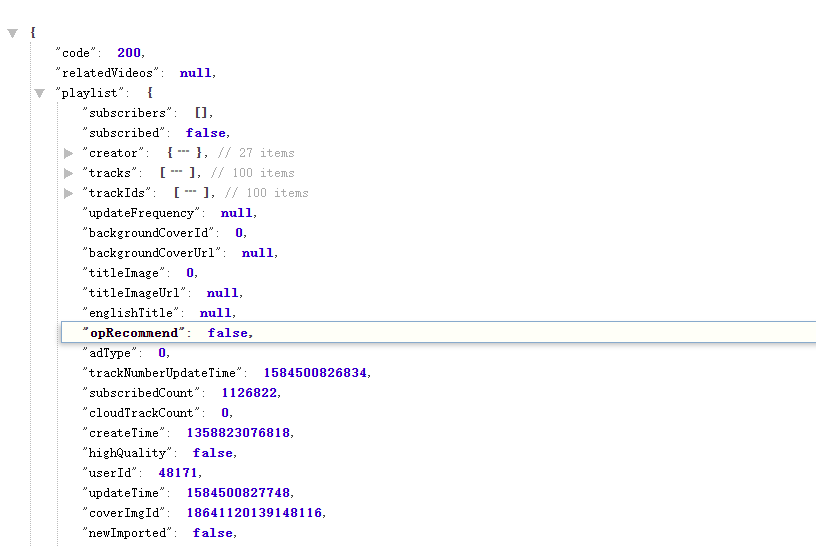 {
"code": 200,
"relatedVideos": null,
"playlist": {
"subscribers": [],
"subscribed": false,
"creator": { ... }, // 27 items
"tracks": [ ... ], // 100 items
"trackIds": [ ... ], // 100 items
"updateFrequency": null,
"backgroundCoverId": 0,
"backgroundCoverUrl": null,
"titleImage": 0,
"titleImageUrl": null,
"englishTitle": null,
"opRecommend": false,
"adType": 0,
"trackNumberUpdateTime": 1584500826834,
"subscribedCount": 1126822,
"cloudTrackCount": 0,
"createTime": 1358823076818,
"highQuality": false,
"userId": 48171,
"updateTime": 1584500827748,
"coverImgId": 18641120139148116,
"newImported": false,